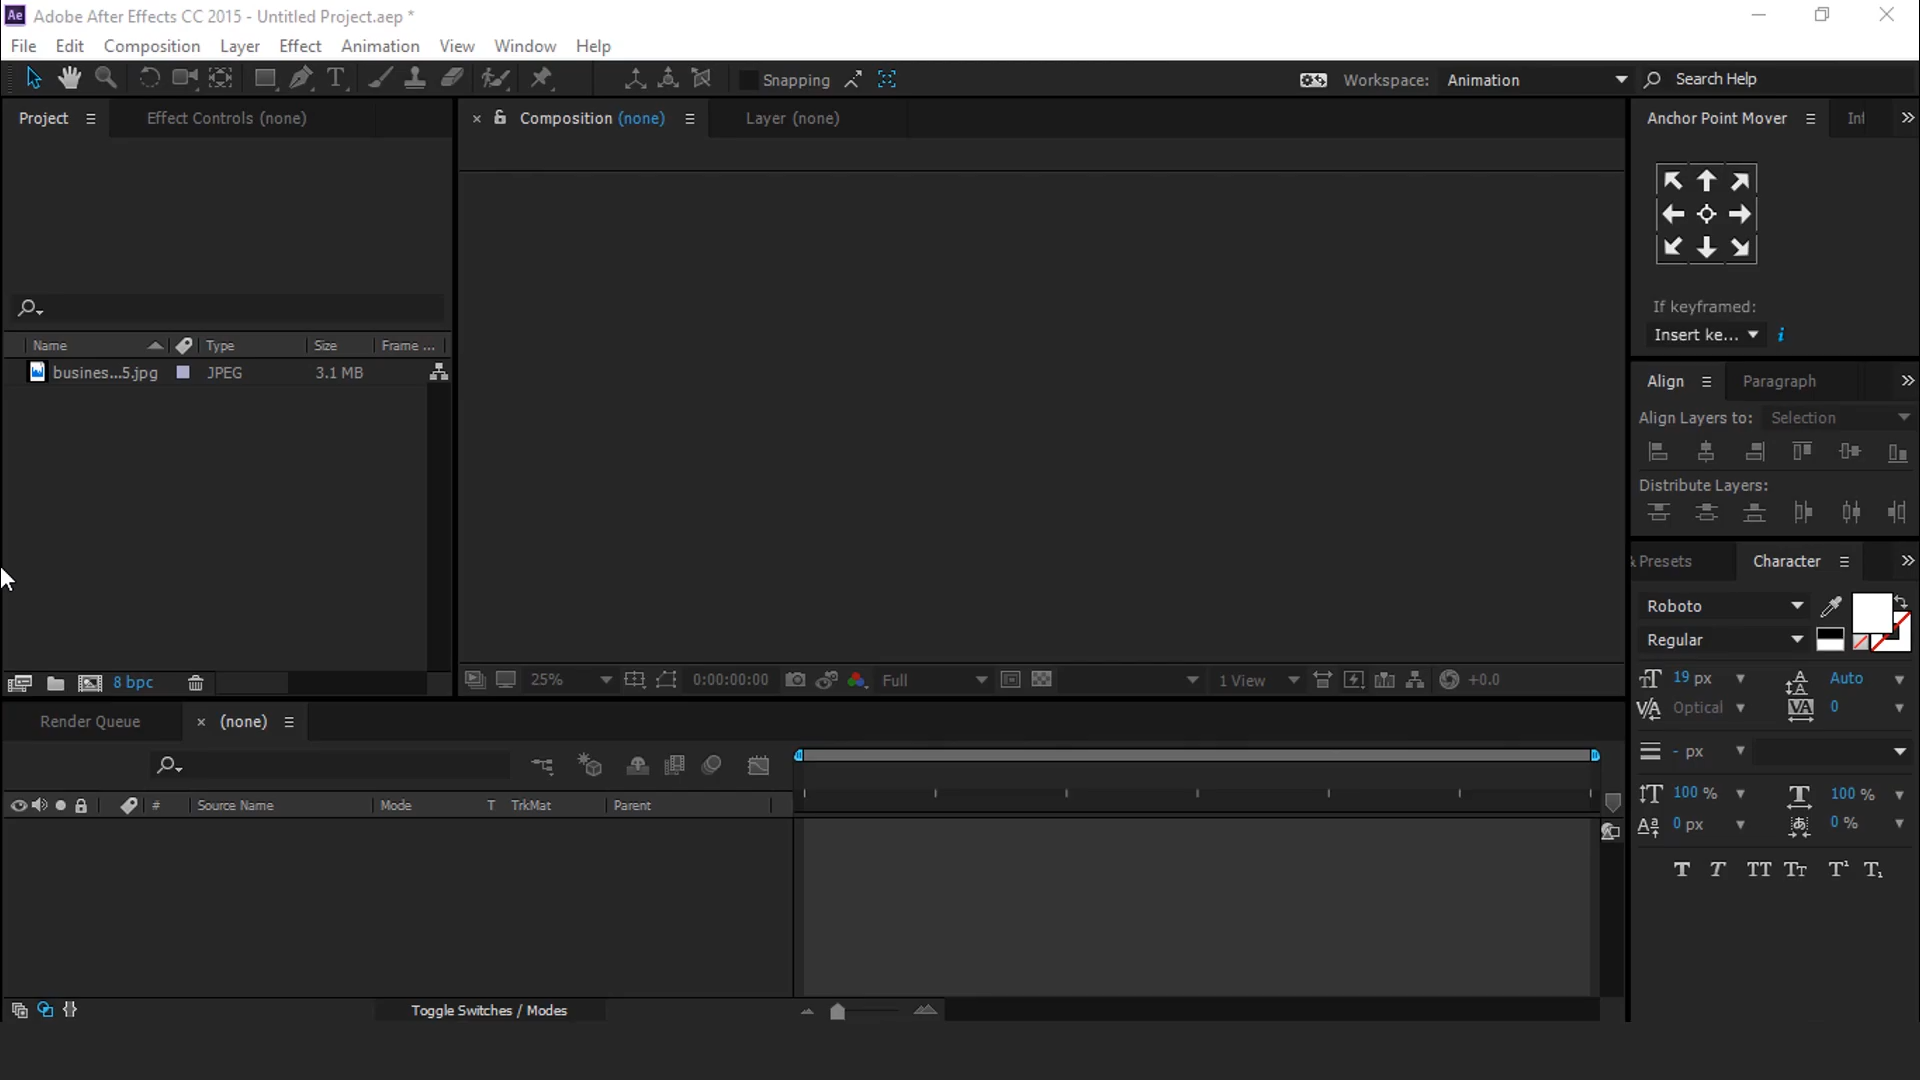 Adobe After Effects CC 2015 - Untitled Project.aep *
File Edit Composition Layer Effect Animation View Window Help
Snapping Workspace: Animation Search Help
Project Effect Controls (none) Composition (none) Layer (none) Anchor Point Mover
If keyframed:
Insert ke...
Name Type Size Frame ...
busines...5.jpg JPEG 3.1 MB
Align Paragraph
Align Layers to: Selection
Distribute Layers:
& Presets Character
Roboto
Regular
8 bpc 25% 0:00:00:00 Full 1 View +0.0
19 px Auto
Optical 0
- px
100 % 100 %
0 px 0 %
T T TT Tt T¹ T₁
Render Queue (none)
# Source Name Mode T TrkMat Parent
Toggle Switches / Modes